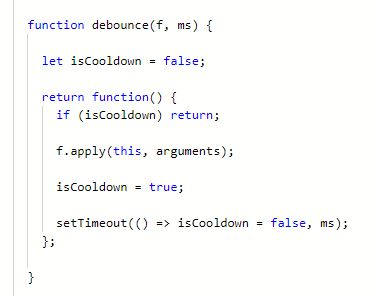 function debounce(f, ms) {
let isCooldown = false;
return function() {
if (isCooldown) return;
f.apply(this, arguments);
isCooldown = true;
setTimeout(() => isCooldown = false, ms);
};
}